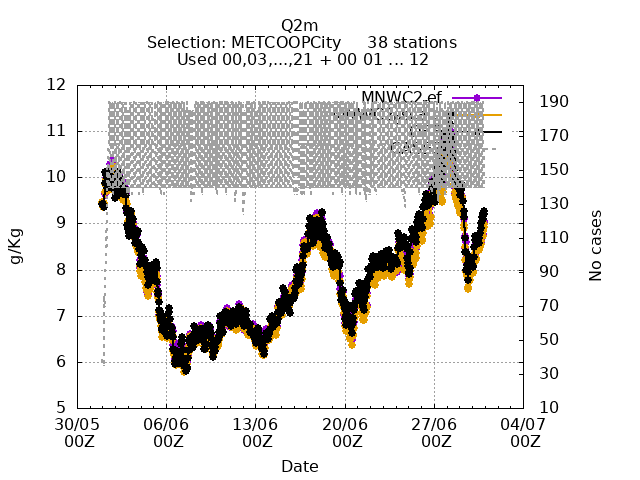 Q2m
Selection: METCOOPCity 38 stations
Used 00,03,...,21 + 00 01 ... 12
12
11
10
9
8
7
6
5
190
170
150
130
110
90
70
50
30
10
MNWC2.ef
g/Kg
No cases
30/05 06/06 13/06 20/06 27/06 04/07
00Z 00Z 00Z 00Z 00Z 00Z
Date